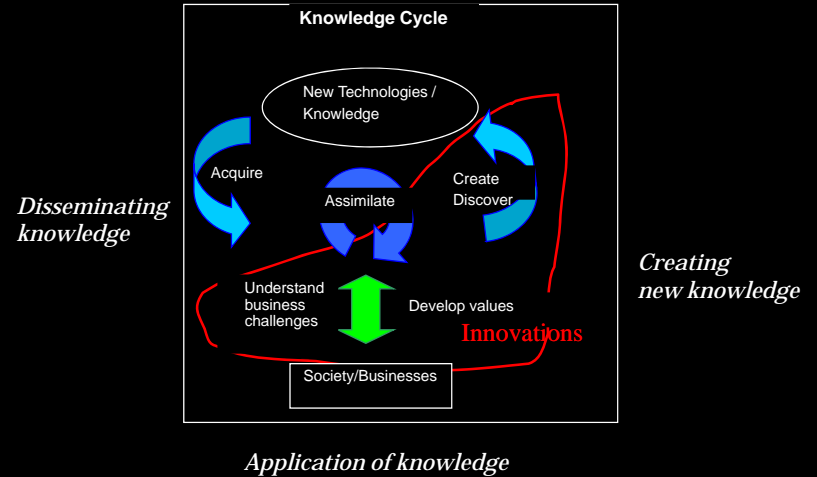 Knowledge Cycle
New Technologies /
Knowledge
Acquire
Assimilate
Create
Discover
Disseminating
knowledge
Creating
new knowledge
Understand
business
challenges
Develop values
Innovations
Society/Businesses
Application of knowledge